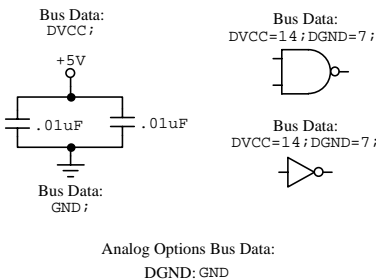 Bus Data:
DVCC;
+5V
.01uF
.01uF
Bus Data:
GND;
Bus Data:
DVCC=14;DGND=7;
Bus Data:
DVCC=14;DGND=7;
Analog Options Bus Data:
DGND: GND